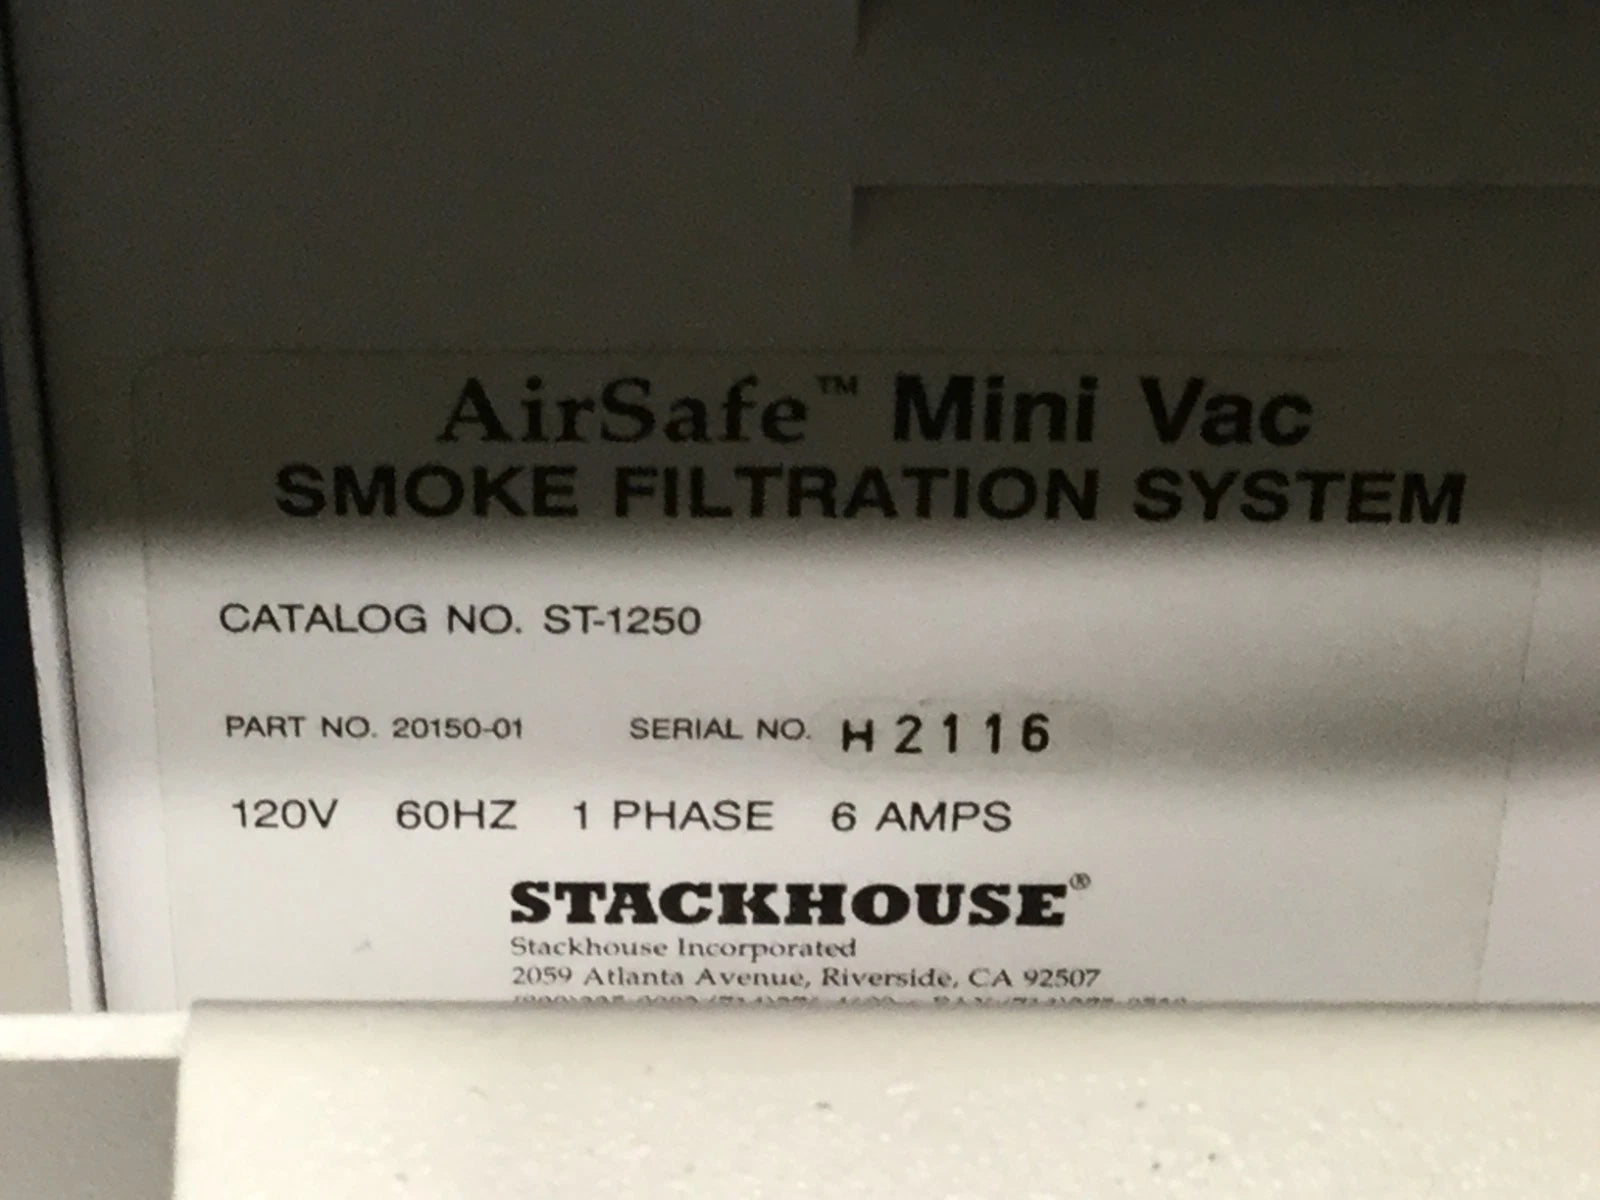 AirSafe™ Mini Vac
SMOKE FILTRATION SYSTEM
CATALOG NO. ST-1250
PART NO. 20150-01 SERIAL NO. H2116
120V 60HZ 1 PHASE 6 AMPS
STACKHOUSE®
Stackhouse Incorporated
2059 Atlanta Avenue, Riverside, CA 92507